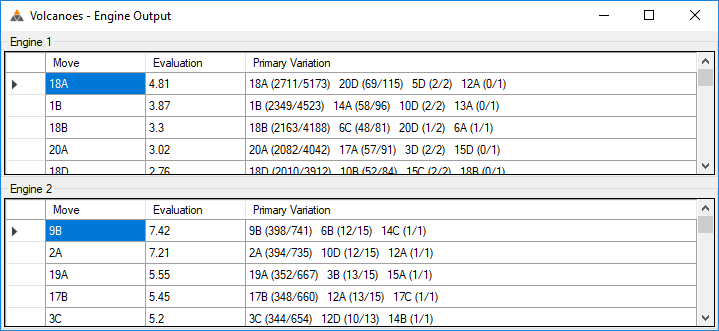 Volcanoes - Engine Output
Engine 1
Move Evaluation Primary Variation
18A 4.81 18A (2711/5173) 20D (69/115) 5D (2/2) 12A (0/1)
1B 3.87 1B (2349/4523) 14A (58/96) 10D (2/2) 13A (0/1)
18B 3.3 18B (2163/4188) 6C (48/81) 20D (1/2) 6A (1/1)
20A 3.02 20A (2082/4042) 17A (57/91) 3D (2/2) 15D (0/1)
18D 2.76 18D (2010/3912) 10B (52/84) 15C (2/2) 18B (0/1)
Engine 2
Move Evaluation Primary Variation
9B 7.42 9B (398/741) 6B (12/15) 14C (1/1)
2A 7.21 2A (394/735) 10D (12/15) 12A (1/1)
19A 5.55 19A (352/667) 3B (13/15) 15A (1/1)
17B 5.45 17B (348/660) 12A (13/15) 17C (1/1)
3C 5.2 3C (344/654) 12D (10/13) 14B (1/1)